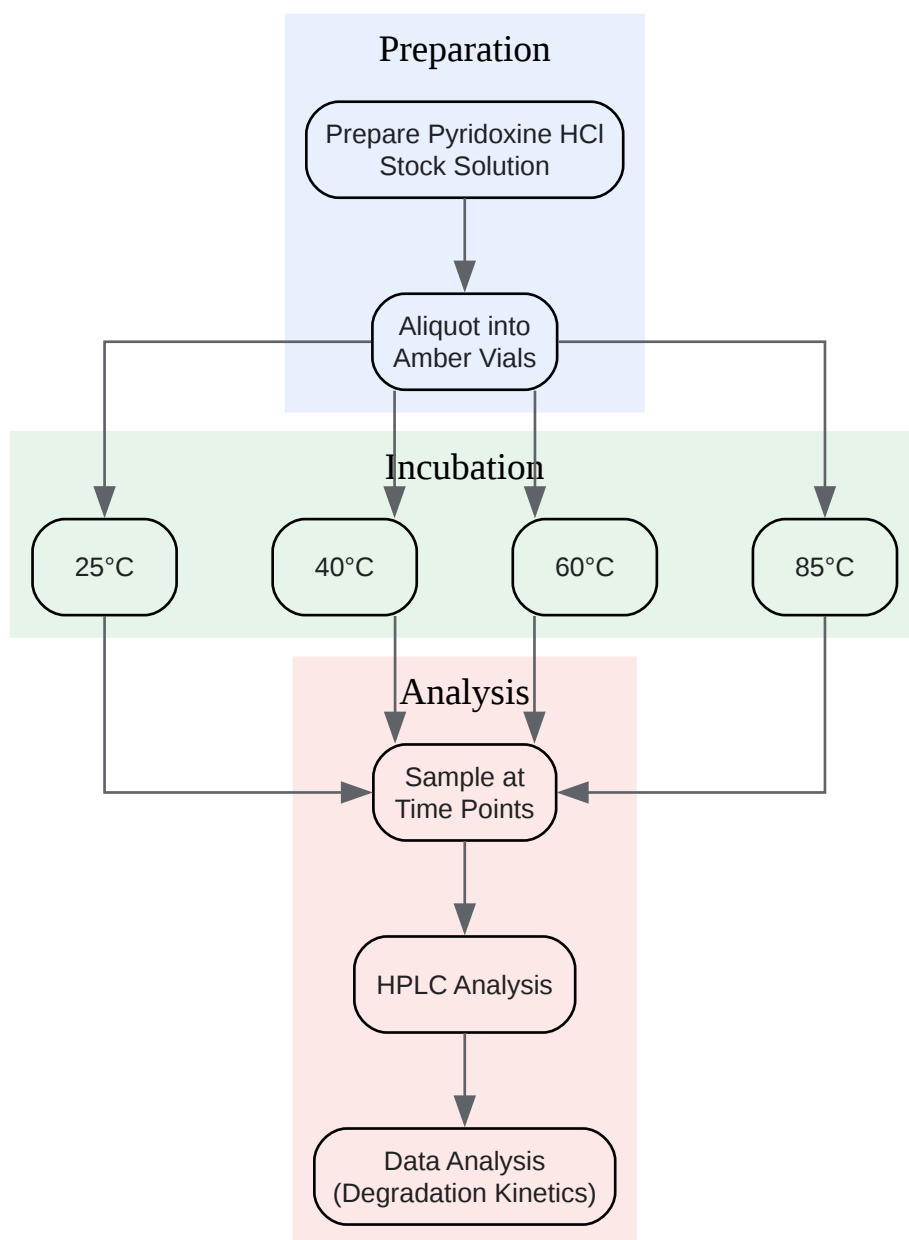 Preparation
Prepare Pyridoxine HCl
Stock Solution
Aliquot into
Amber Vials
Incubation
25°C
40°C
60°C
85°C
Analysis
Sample at
Time Points
HPLC Analysis
Data Analysis
(Degradation Kinetics)